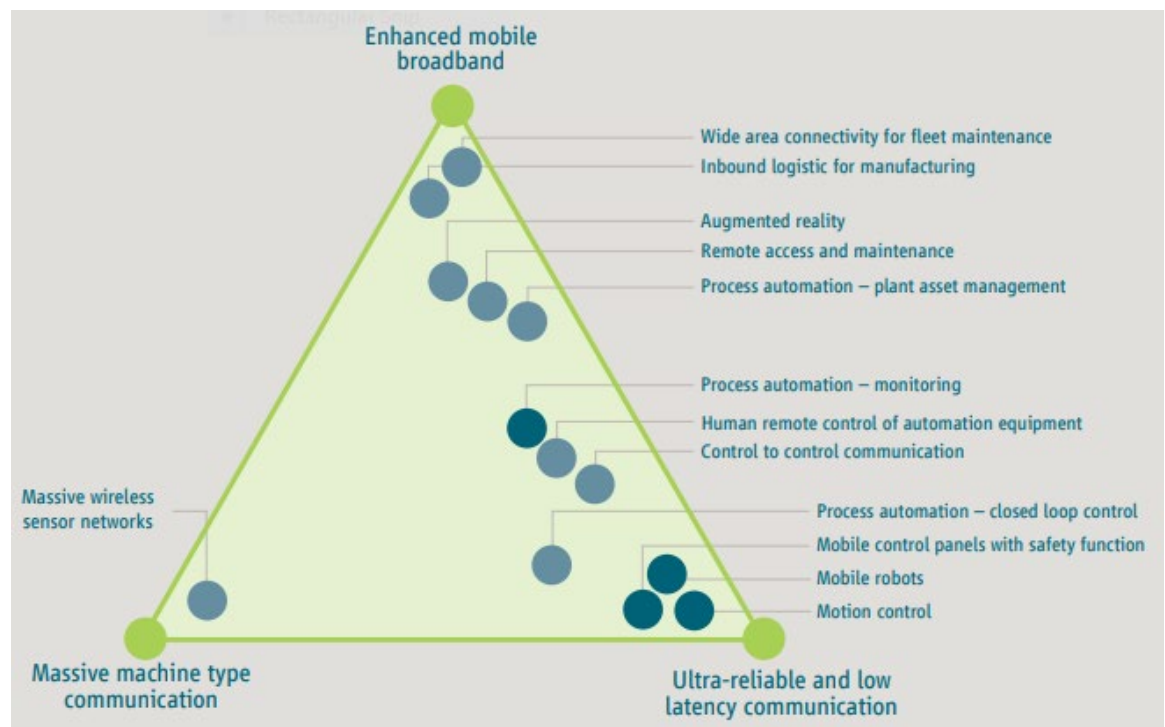 Rectangular Snip
Enhanced mobile
broadband
Wide area connectivity for fleet maintenance
Inbound logistic for manufacturing
Augmented reality
Remote access and maintenance
Process automation – plant asset management
Process automation – monitoring
Human remote control of automation equipment
Control to control communication
Massive wireless
sensor networks
Process automation – closed loop control
Mobile control panels with safety function
Mobile robots
Motion control
Massive machine type
communication
Ultra-reliable and low
latency communication